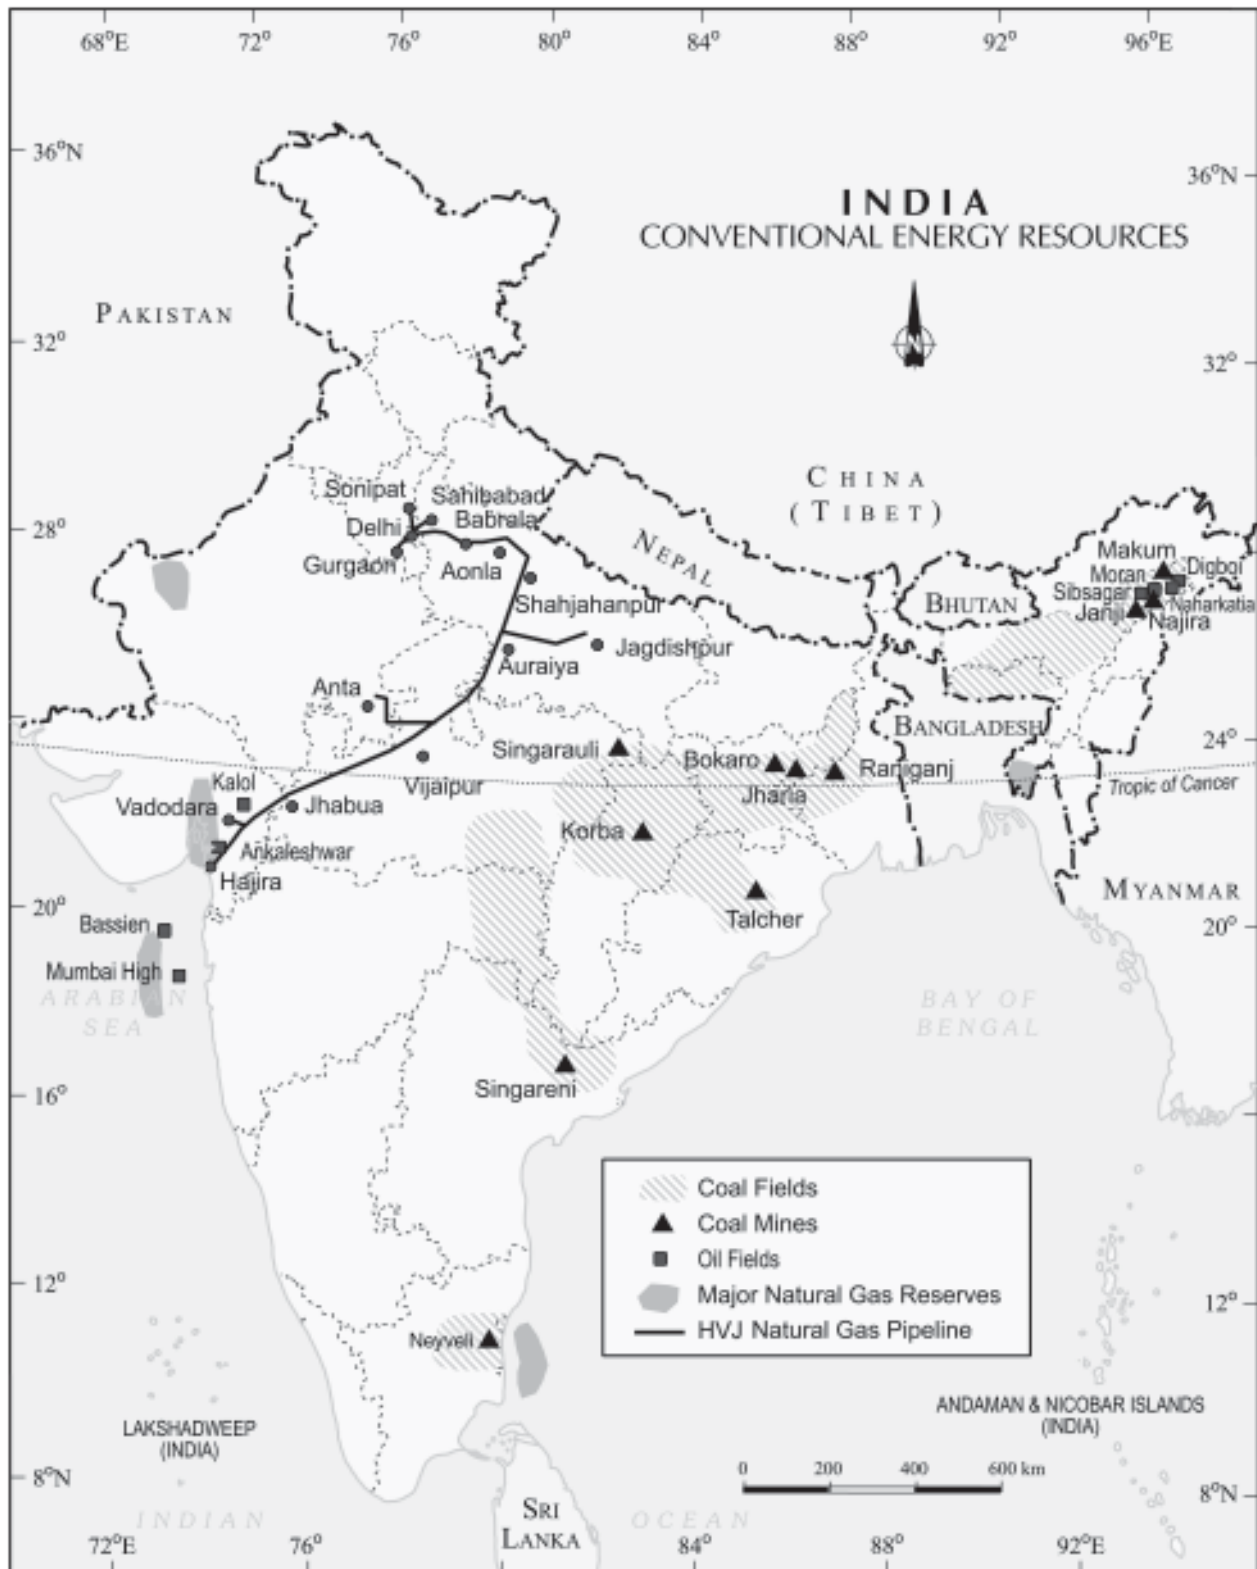 68°E 72° 76° 80° 84° 88° 92° 96°E
36°N
36°N
INDIA
CONVENTIONAL ENERGY RESOURCES
PAKISTAN
N
32°
32°
CHINA
(TIBET)
Sonipat
Sahibabad
Delhi
Babrala
28°
28°
NEPAL
Gurgaon
Aonla
Makum
Digboi
Moran
Sibsagar
Naharkatia
BHUTAN
Janji
Najira
Shahjahanpur
Jagdishpur
Auraiya
Anta
BANGLADESH
24°
Singarauli
Bokaro
Raniganj
Tropic of Cancer
Kalol
Vijaipur
Jharia
Vadodara
Jhabua
Korba
Ankaleshwar
Hajira
MYANMAR
20°
Talcher
20°
Bassien
Mumbai High
ARABIAN
SEA
BAY OF
BENGAL
16°
Singareni
Coal Fields
Coal Mines
Oil Fields
Major Natural Gas Reserves
HVJ Natural Gas Pipeline
12°
12°
Neyveli
LAKSHADWEEP
(INDIA)
ANDAMAN & NICOBAR ISLANDS
(INDIA)
0 200 400 600 km
8°N
8°N
SRI
LANKA
INDIAN OCEAN
72°E 76° 84° 88° 92°E